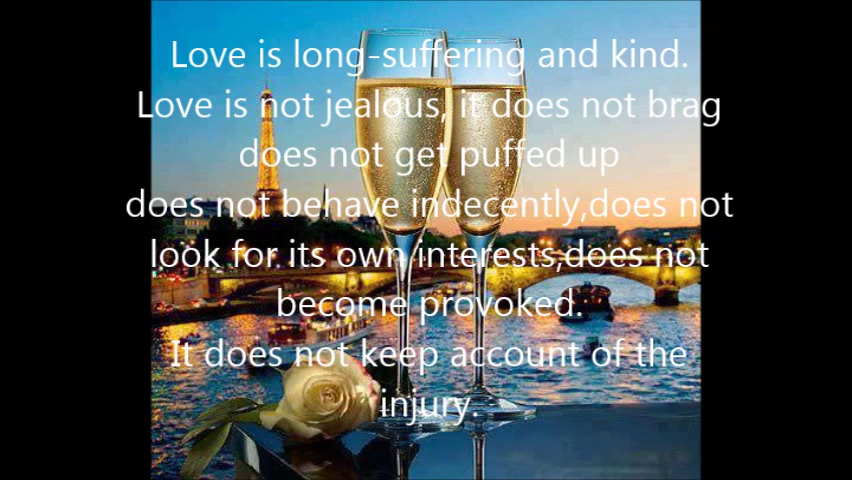 Love is long-suffering and kind.
Love is not jealous, it does not brag
does not get puffed up
does not behave indecently,does not
look for its own interests,does not
become provoked.
It does not keep account of the
injury.